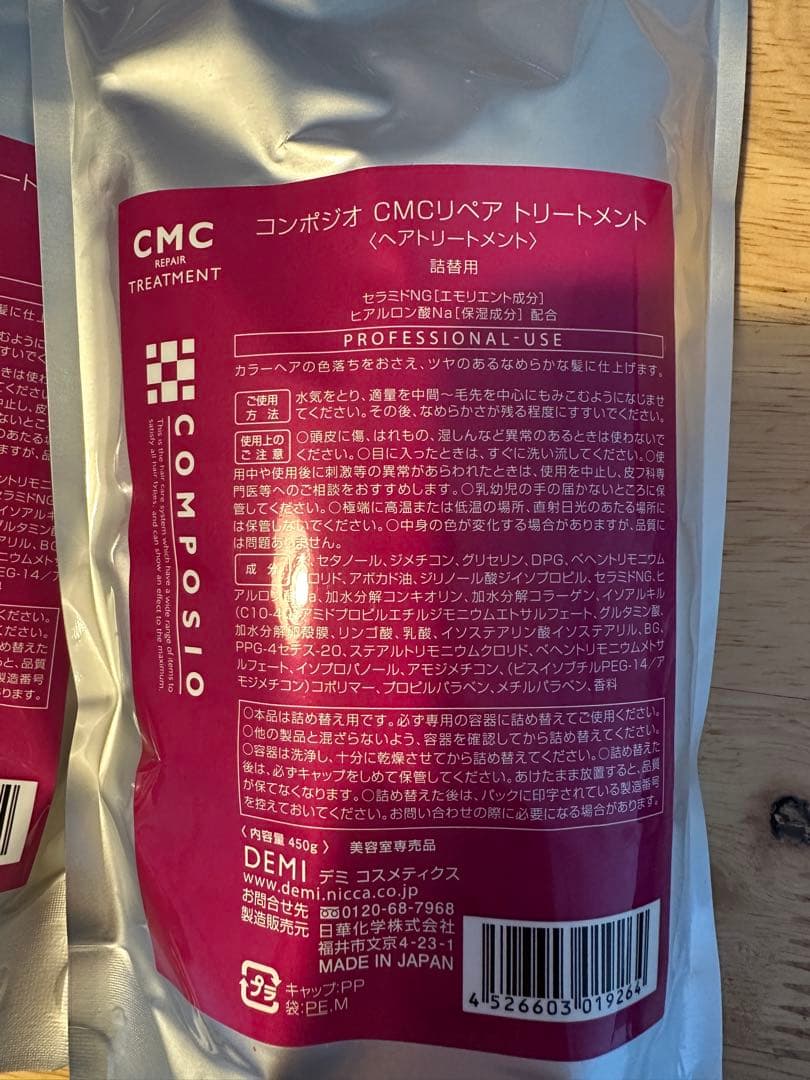 CMC
REPAIR
TREATMENT
コンポジオ CMCリペア トリートメント
〈ヘアトリートメント〉
詰替用
セラミドNG[エモリエント成分]
ヒアルロン酸Na[保湿成分] 配合
PROFESSIONAL-USE
カラーヘアの色落ちをおさえ、ツヤのあるなめらかな髪に仕上げます。
ご使用
方 法
水気をとり、適量を中間~毛先を中心にもみこむようになじませ
てください。その後、なめらかさが残る程度にすすいでください。
使用上の
ご注意
○頭皮に傷、はれもの、湿しんなど異常のあるときは使わないで
ください。○目に入ったときは、すぐに洗い流してください。○使
用中や使用後に刺激等の異常があらわれたときは、使用を中止し、皮フ科専
門医等へのご相談をおすすめします。○乳幼児の手の届かないところに保
管してください。○極端に高温または低温の場所、直射日光のあたる場所に
は保管しないでください。○中身の色が変化する場合がありますが、品質に
は問題ありません。
成 分
水、セタノール、ジメチコン、グリセリン、DPG、ベヘントリモニウム
クロリド、アボカド油、ジリノール酸ジイソプロピル、セラミドNG、ヒ
アルロン酸Na、加水分解コンキオリン、加水分解コラーゲン、イソアルキル
(C10-40)アミドプロピルエチルジモニウムエトサルフェート、グルタミン酸、
加水分解卵殻膜、リンゴ酸、乳酸、イソステアリン酸イソステアリル、BG、
PPG-4セテス-20、ステアルトリモニウムクロリド、ベヘントリモニウムメトサ
ルフェート、イソプロパノール、アモジメチコン、(ビスイソブチルPEG-14/ア
モジメチコン)コポリマー、プロピルパラベン、メチルパラベン、香料
○本品は詰め替え用です。必ず専用の容器に詰め替えてご使用ください。
○他の製品と混ざらないよう、容器を確認してから詰め替えてください。
○容器は洗浄し、十分に乾燥させてから詰め替えてください。○詰め替えた
後は、必ずキャップをしめて保管してください。あけたまま放置すると、品質
が保てなくなります。○詰め替えた後は、パックに印字されている製造番号
を控えておいてください。お問い合わせの際に必要になる場合があります。
COMPOSIO
This is the hair care system which have a wide range of items to
satisfy all hair types, and can show an effect to the maximum.
〈内容量 450g〉 美容室専売品
DEMI デミ コスメティクス
www.demi.nicca.co.jp
お問合せ先 0120-68-7968
製造販売元 日華化学株式会社
福井市文京4-23-1
MADE IN JAPAN
プラ
キャップ:PP
袋:PE,M
4 526603 019264